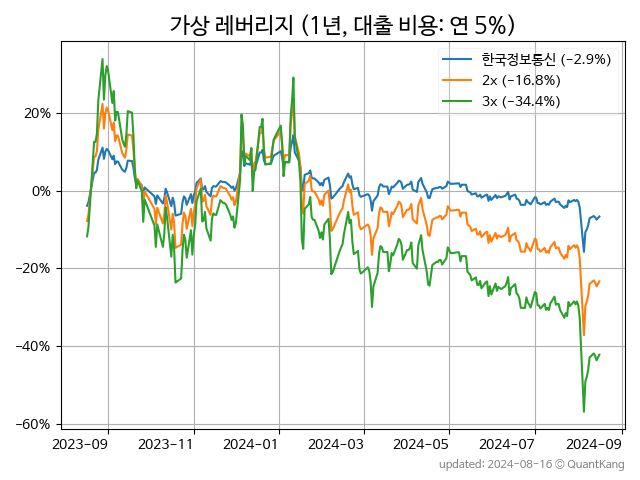 가상 레버리지 (1년, 대출 비용: 연 5%)
한국정보통신 (−2.9%)
2x (−16.8%)
3x (−34.4%)
20%
0%
−20%
−40%
−60%
2023-09 2023-11 2024-01 2024-03 2024-05 2024-07 2024-09
updated: 2024-08-16 © QuantKang